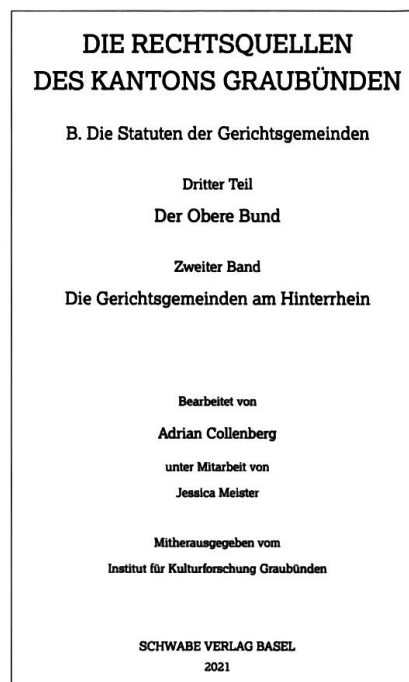 DIE RECHTSQUELLEN
DES KANTONS GRAUBÜNDEN
B. Die Statuten der Gerichtsgemeinden
Dritter Teil
Der Obere Bund
Zweiter Band
Die Gerichtsgemeinden am Hinterrhein
Bearbeitet von
Adrian Collenberg
unter Mitarbeit von
Jessica Meister
Mitherausgegeben vom
Institut für Kulturforschung Graubünden
SCHWABE VERLAG BASEL
2021